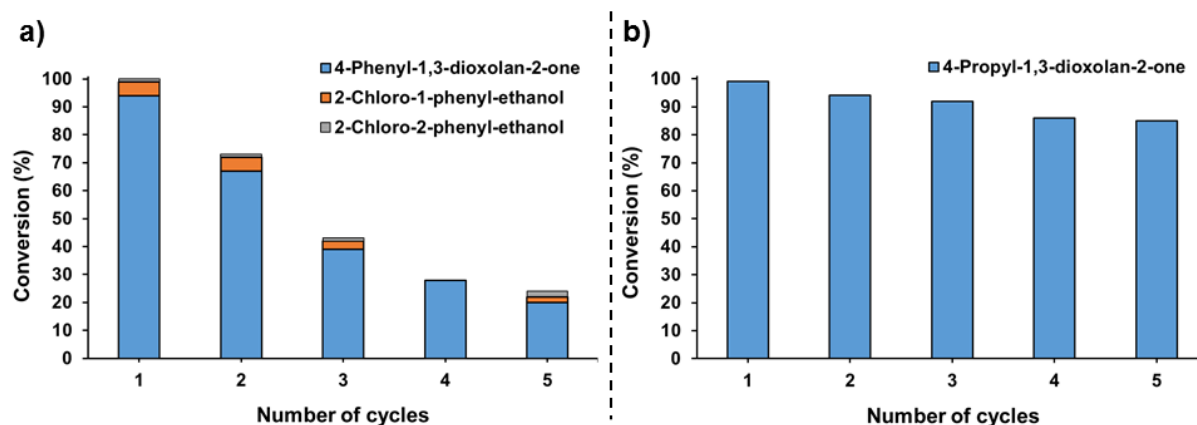 a)
4-Phenyl-1,3-dioxolan-2-one
2-Chloro-1-phenyl-ethanol
2-Chloro-2-phenyl-ethanol
Conversion (%)
100
90
80
70
60
50
40
30
20
10
0
1 2 3 4 5
Number of cycles
b)
4-Propyl-1,3-dioxolan-2-one
Conversion (%)
100
90
80
70
60
50
40
30
20
10
0
1 2 3 4 5
Number of cycles